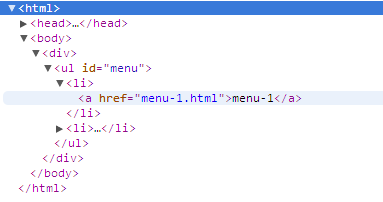 ▼<html>
▶<head>…</head>
▼<body>
▼<div>
▼<ul id="menu">
▼<li>
<a href="menu-1.html">menu-1</a>
</li>
▶<li>…</li>
</ul>
</div>
</body>
</html>